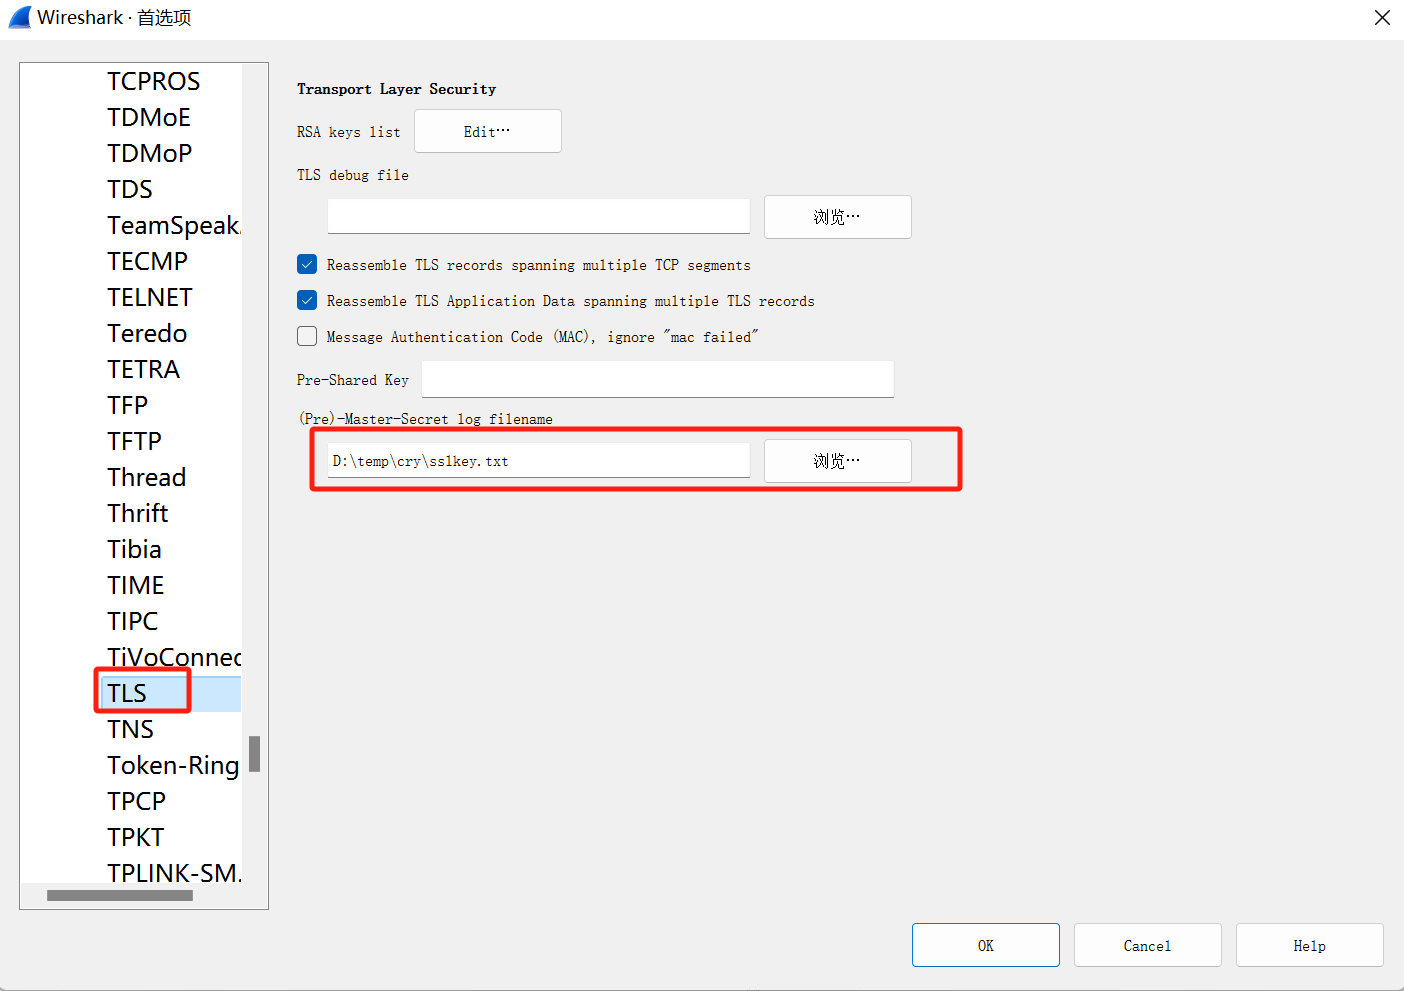 Wireshark · 首选项
TCPROS
TDMoE
TDMoP
TDS
TeamSpeak
TECMP
TELNET
Teredo
TETRA
TFP
TFTP
Thread
Thrift
Tibia
TIME
TIPC
TiVoConnec
TLS
TNS
Token-Ring
TPCP
TPKT
TPLINK-SM.
Transport Layer Security
RSA keys list
Edit…
TLS debug file
浏览…
Reassemble TLS records spanning multiple TCP segments
Reassemble TLS Application Data spanning multiple TLS records
Message Authentication Code (MAC), ignore "mac failed"
Pre-Shared Key
(Pre)-Master-Secret log filename
D:\temp\cry\sslkey.txt
浏览…
OK
Cancel
Help